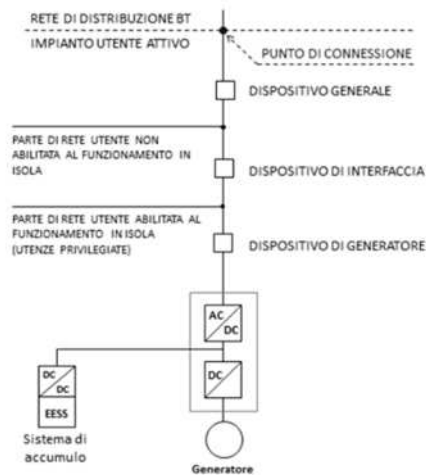 RETE DI DISTRIBUZIONE BT
IMPIANTO UTENTE ATTIVO
PUNTO DI CONNESSIONE
DISPOSITIVO GENERALE
PARTE DI RETE UTENTE NON
ABILITATA AL FUNZIONAMENTO IN
ISOLA
DISPOSITIVO DI INTERFACCIA
PARTE DI RETE UTENTE ABILITATA AL
FUNZIONAMENTO IN ISOLA
(UTENZE PRIVILEGIATE)
DISPOSITIVO DI GENERATORE
AC
DC
DC
DC
DC
EESS
Sistema di
accumulo
Generatore